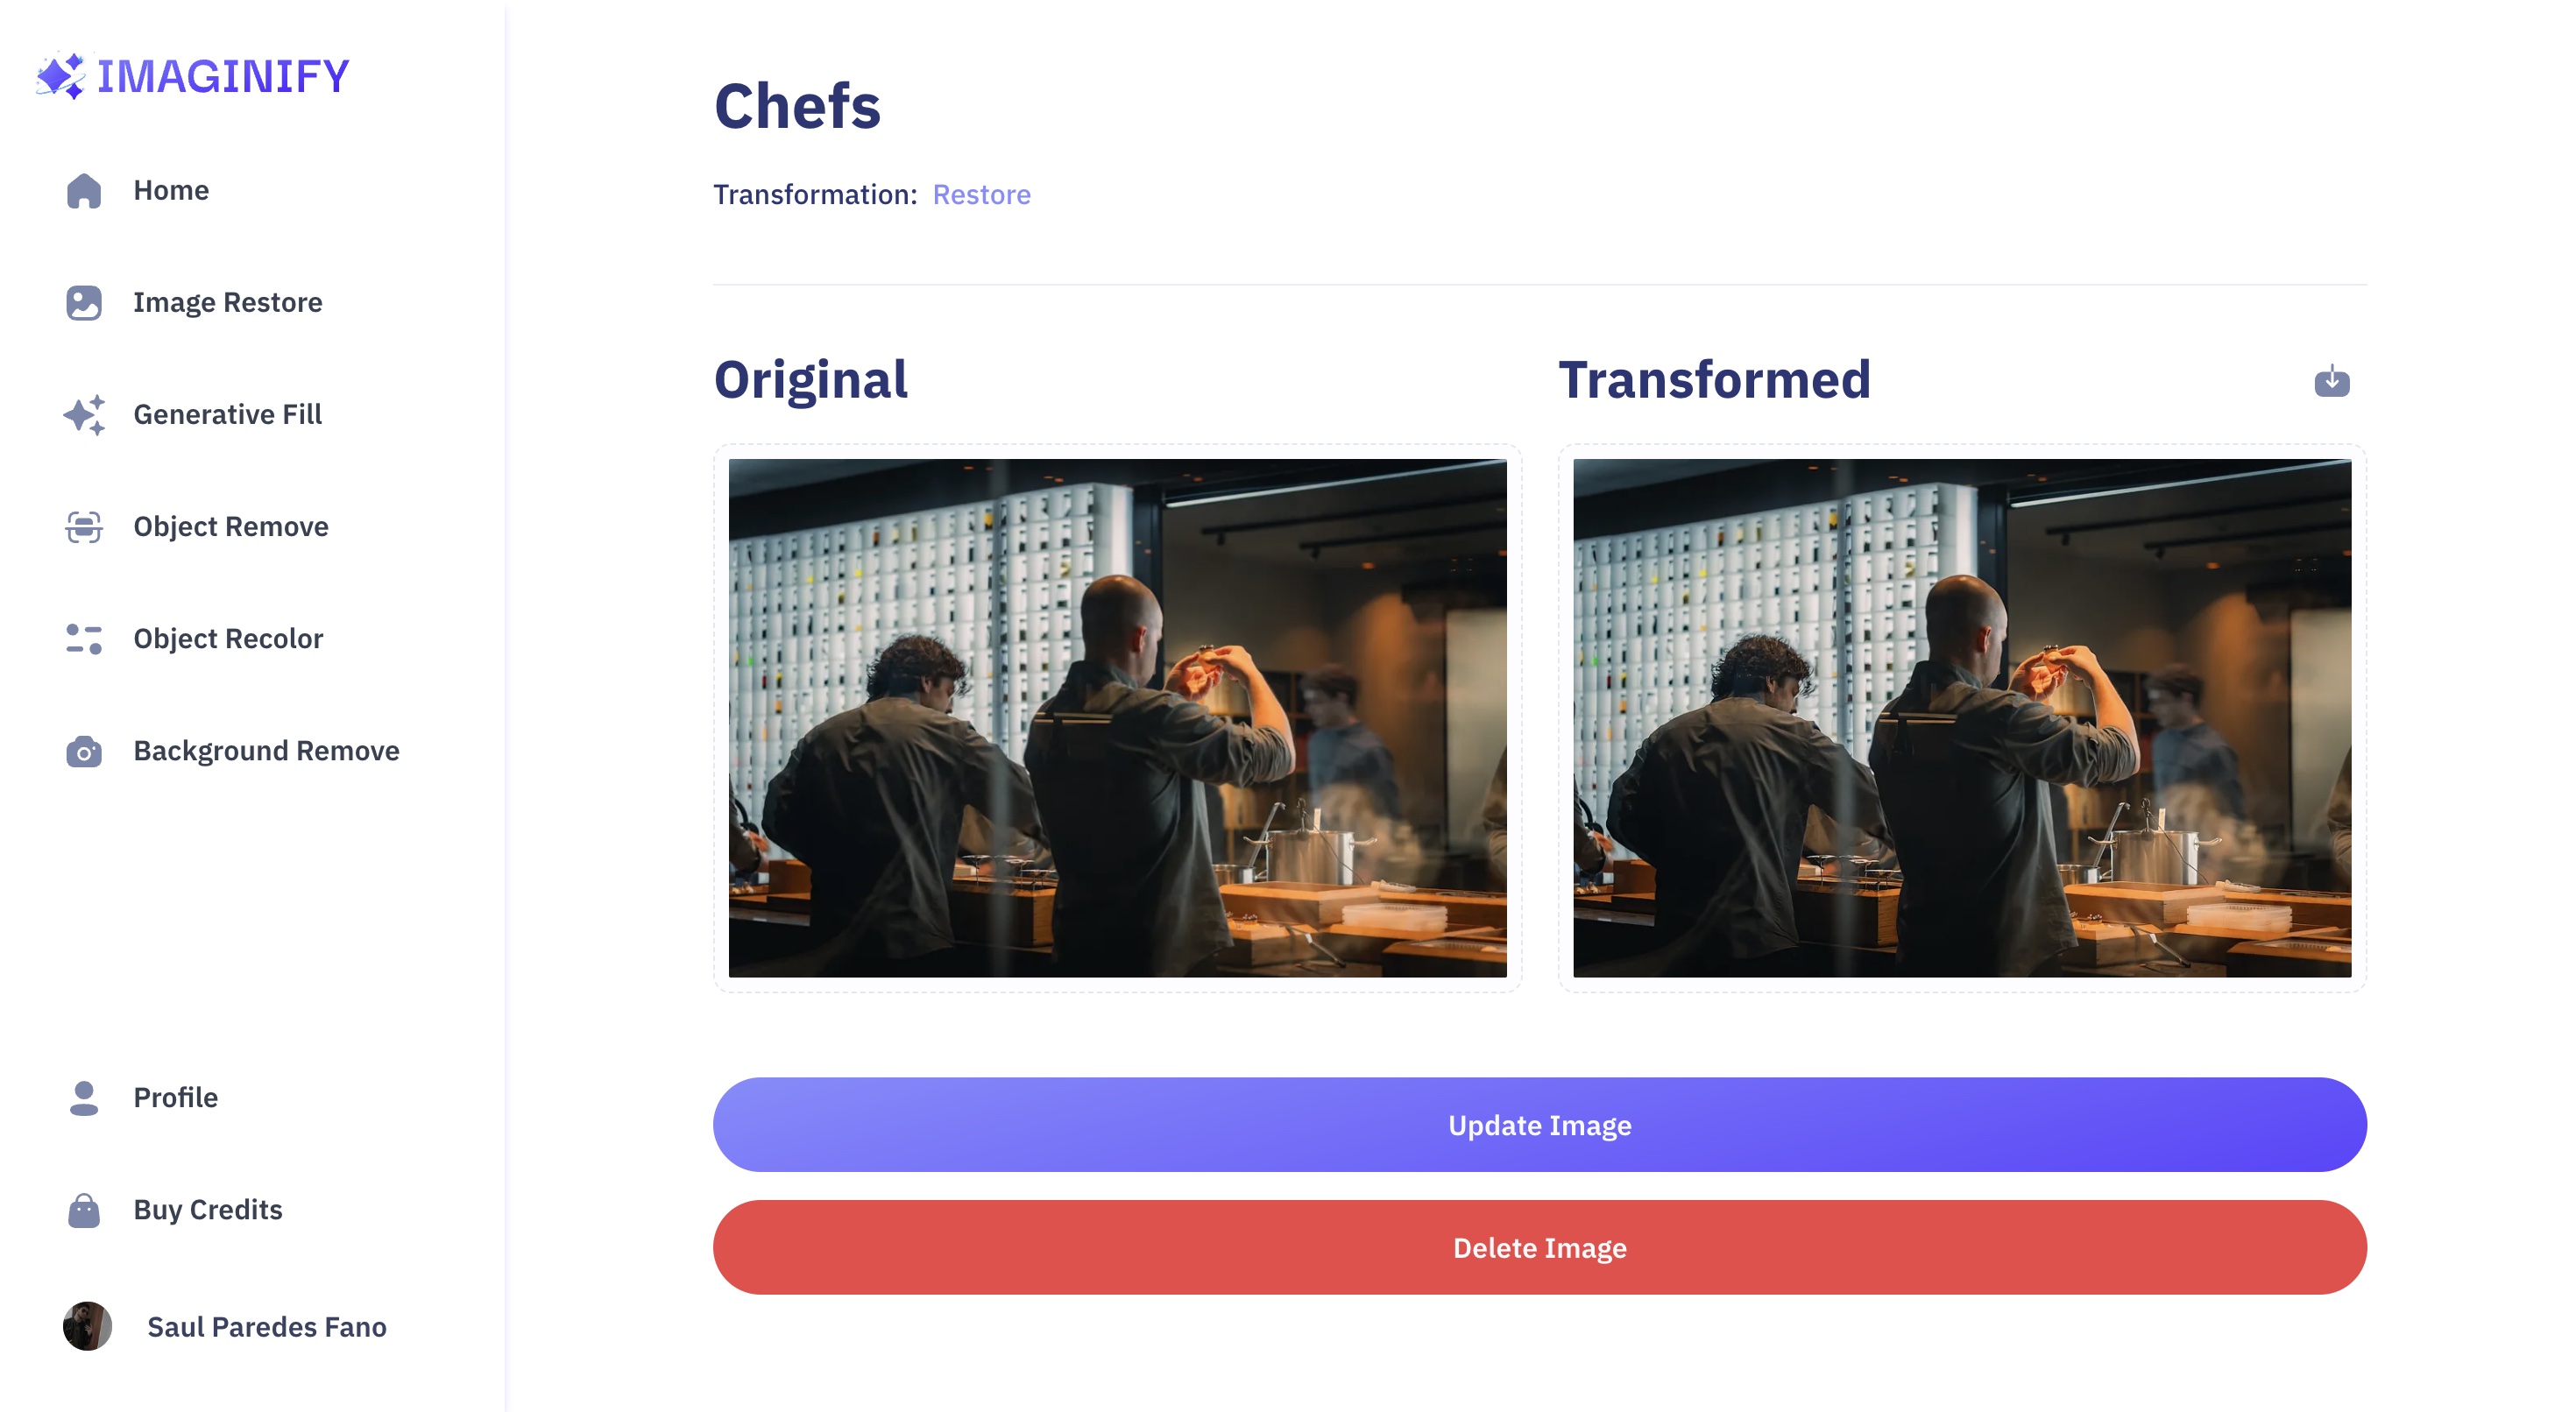 IMAGINIFY
Home
Image Restore
Generative Fill
Object Remove
Object Recolor
Background Remove
Profile
Buy Credits
Saul Paredes Fano
Chefs
Transformation: Restore
Original
Transformed
Update Image
Delete Image